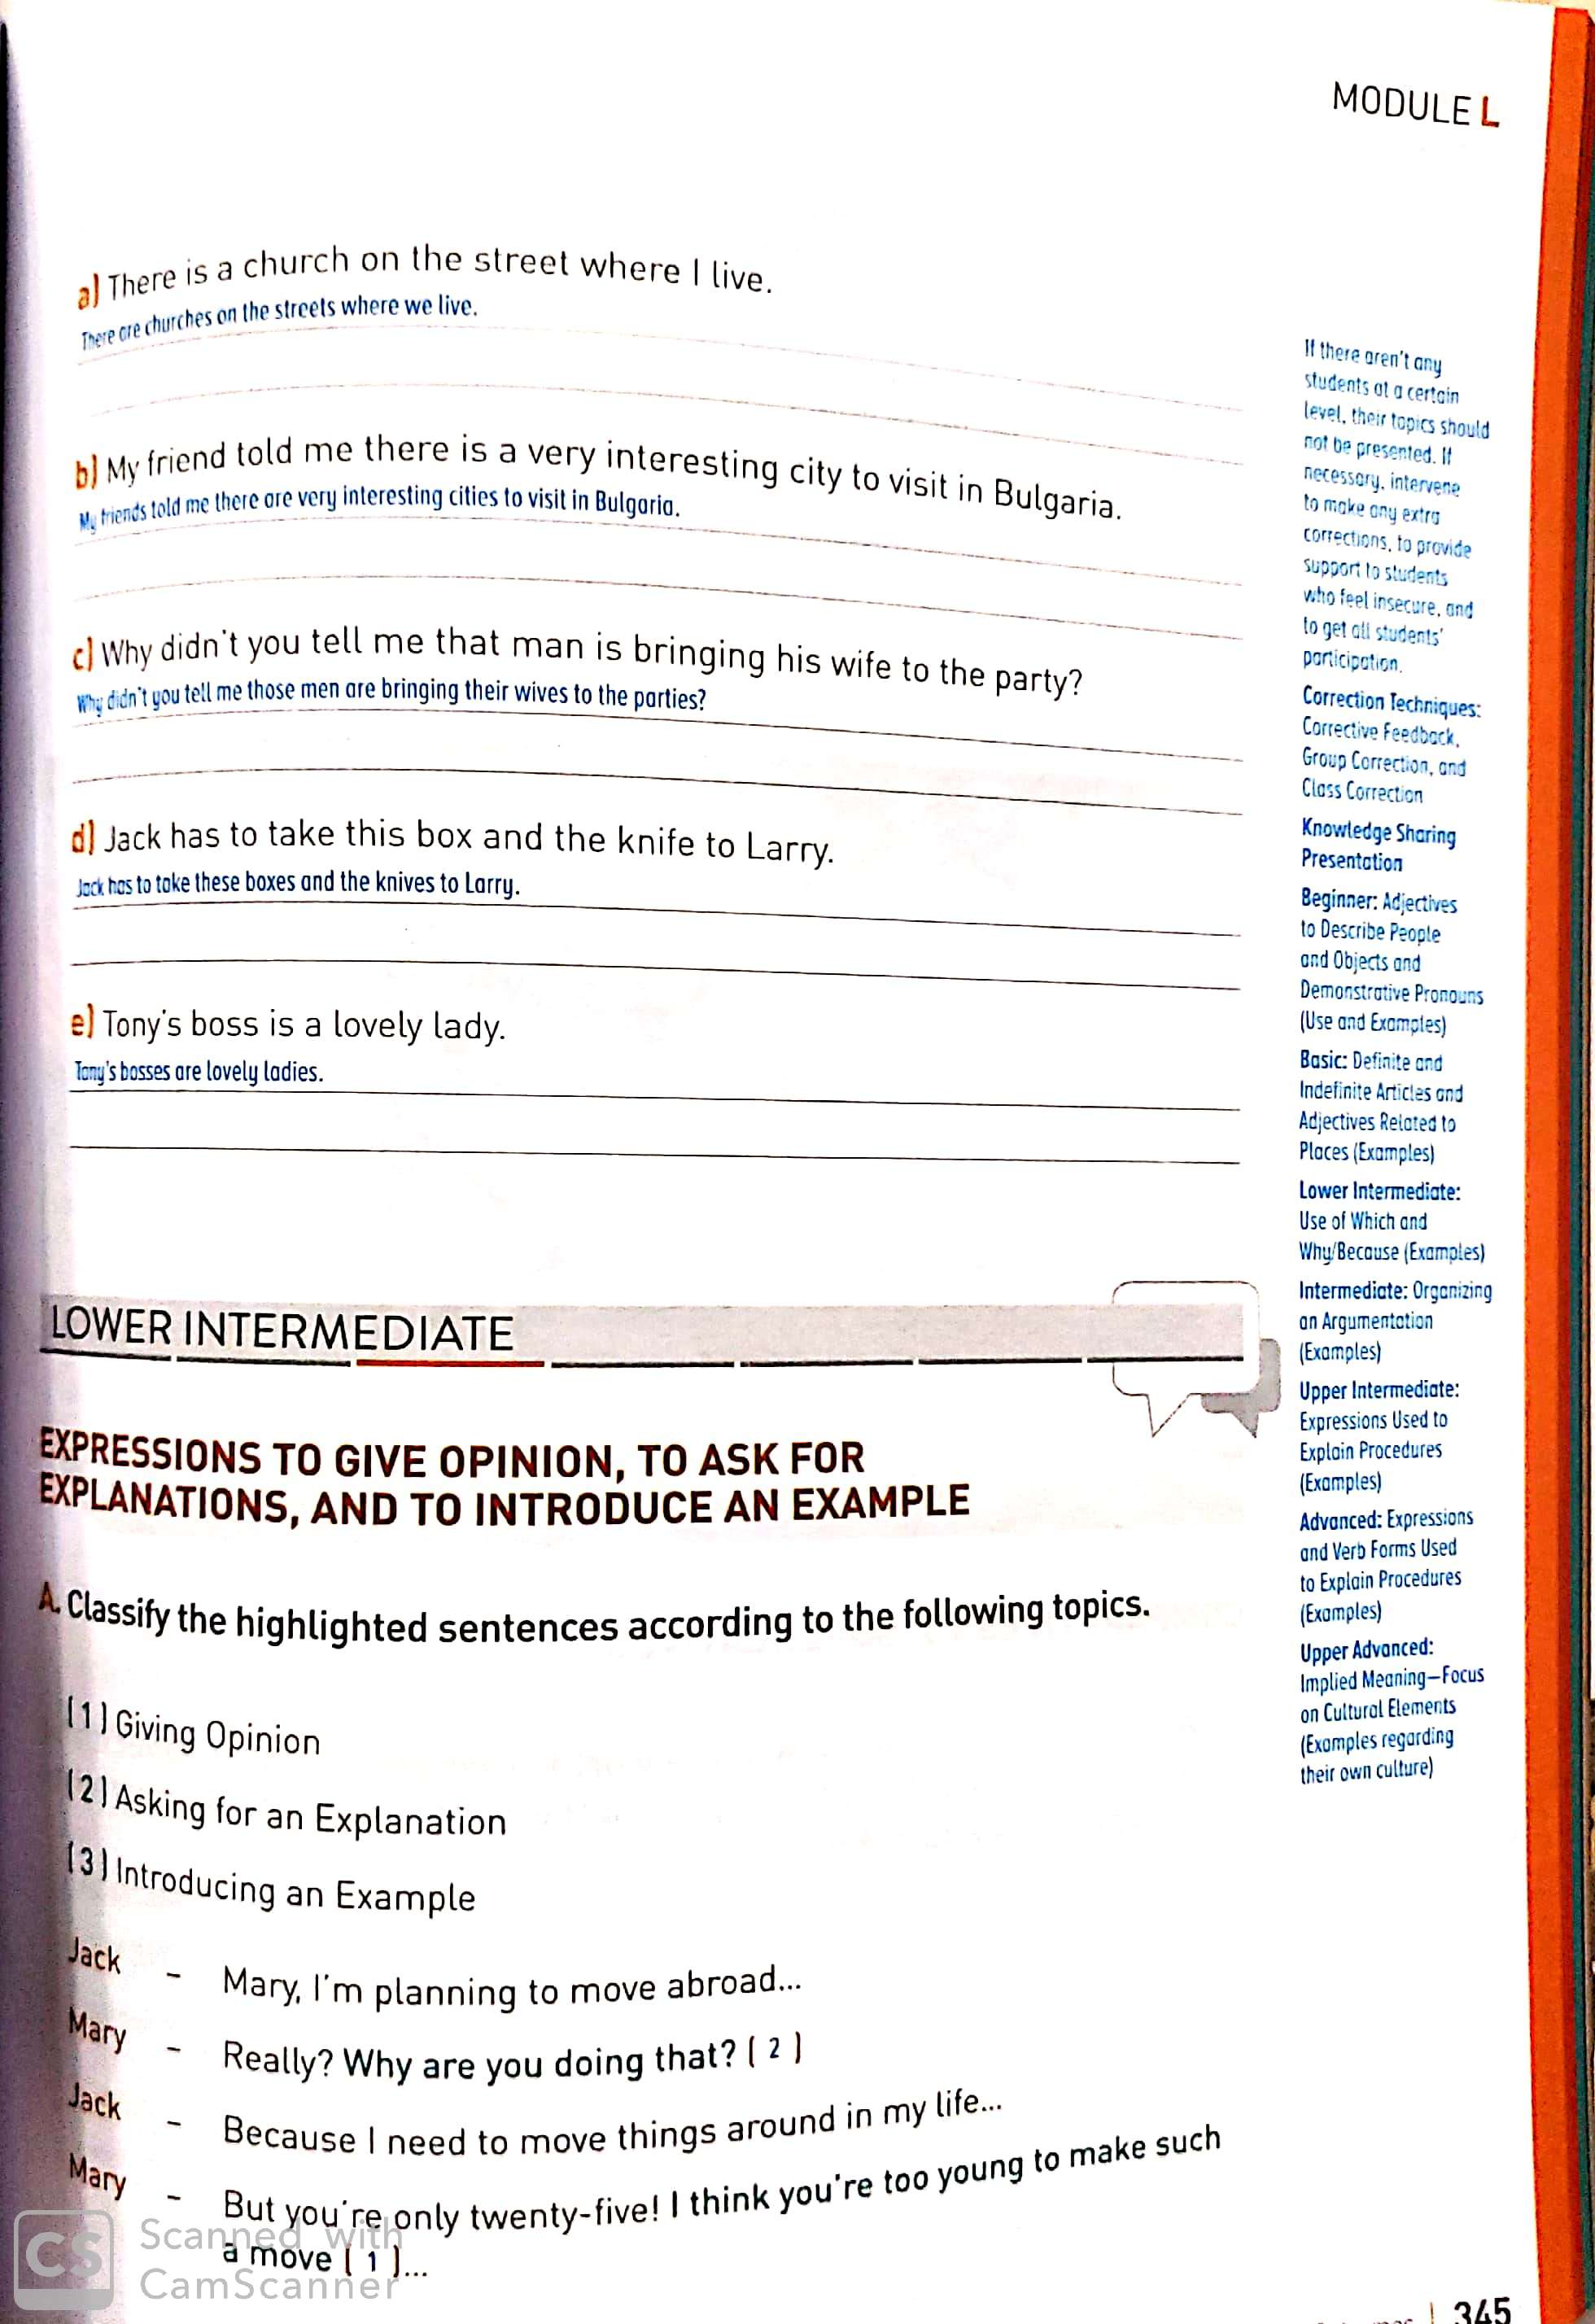 MODULE L
a) There is a church on the street where I live.
There are churches on the streets where we live.
b) My friend told me there is a very interesting city to visit in Bulgaria.
My friends told me there are very interesting cities to visit in Bulgaria.
c) Why didn't you tell me that man is bringing his wife to the party?
Why didn't you tell me those men are bringing their wives to the parties?
d) Jack has to take this box and the knife to Larry.
Jack has to take these boxes and the knives to Larry.
e) Tony's boss is a lovely lady.
Tony's bosses are lovely ladies.
LOWER INTERMEDIATE
EXPRESSIONS TO GIVE OPINION, TO ASK FOR
EXPLANATIONS, AND TO INTRODUCE AN EXAMPLE
A. Classify the highlighted sentences according to the following topics.
(1) Giving Opinion
(2) Asking for an Explanation
(3) Introducing an Example
Jack – Mary, I'm planning to move abroad...
Mary – Really? Why are you doing that? ( 2 )
Jack – Because I need to move things around in my life...
Mary – But you're only twenty-five! I think you're too young to make such
a move ( 1 )...
If there aren't any
students at a certain
level, their topics should
not be presented. If
necessary, intervene
to make any extra
corrections, to provide
support to students
who feel insecure, and
to get all students'
participation.
Correction Techniques:
Corrective Feedback,
Group Correction, and
Class Correction
Knowledge Sharing
Presentation
Beginner: Adjectives
to Describe People
and Objects and
Demonstrative Pronouns
(Use and Examples)
Basic: Definite and
Indefinite Articles and
Adjectives Related to
Places (Examples)
Lower Intermediate:
Use of Which and
Why/Because (Examples)
Intermediate: Organizing
an Argumentation
(Examples)
Upper Intermediate:
Expressions Used to
Explain Procedures
(Examples)
Advanced: Expressions
and Verb Forms Used
to Explain Procedures
(Examples)
Upper Advanced:
Implied Meaning—Focus
on Cultural Elements
(Examples regarding
their own culture)
CS Scanned with
CamScanner
| 345